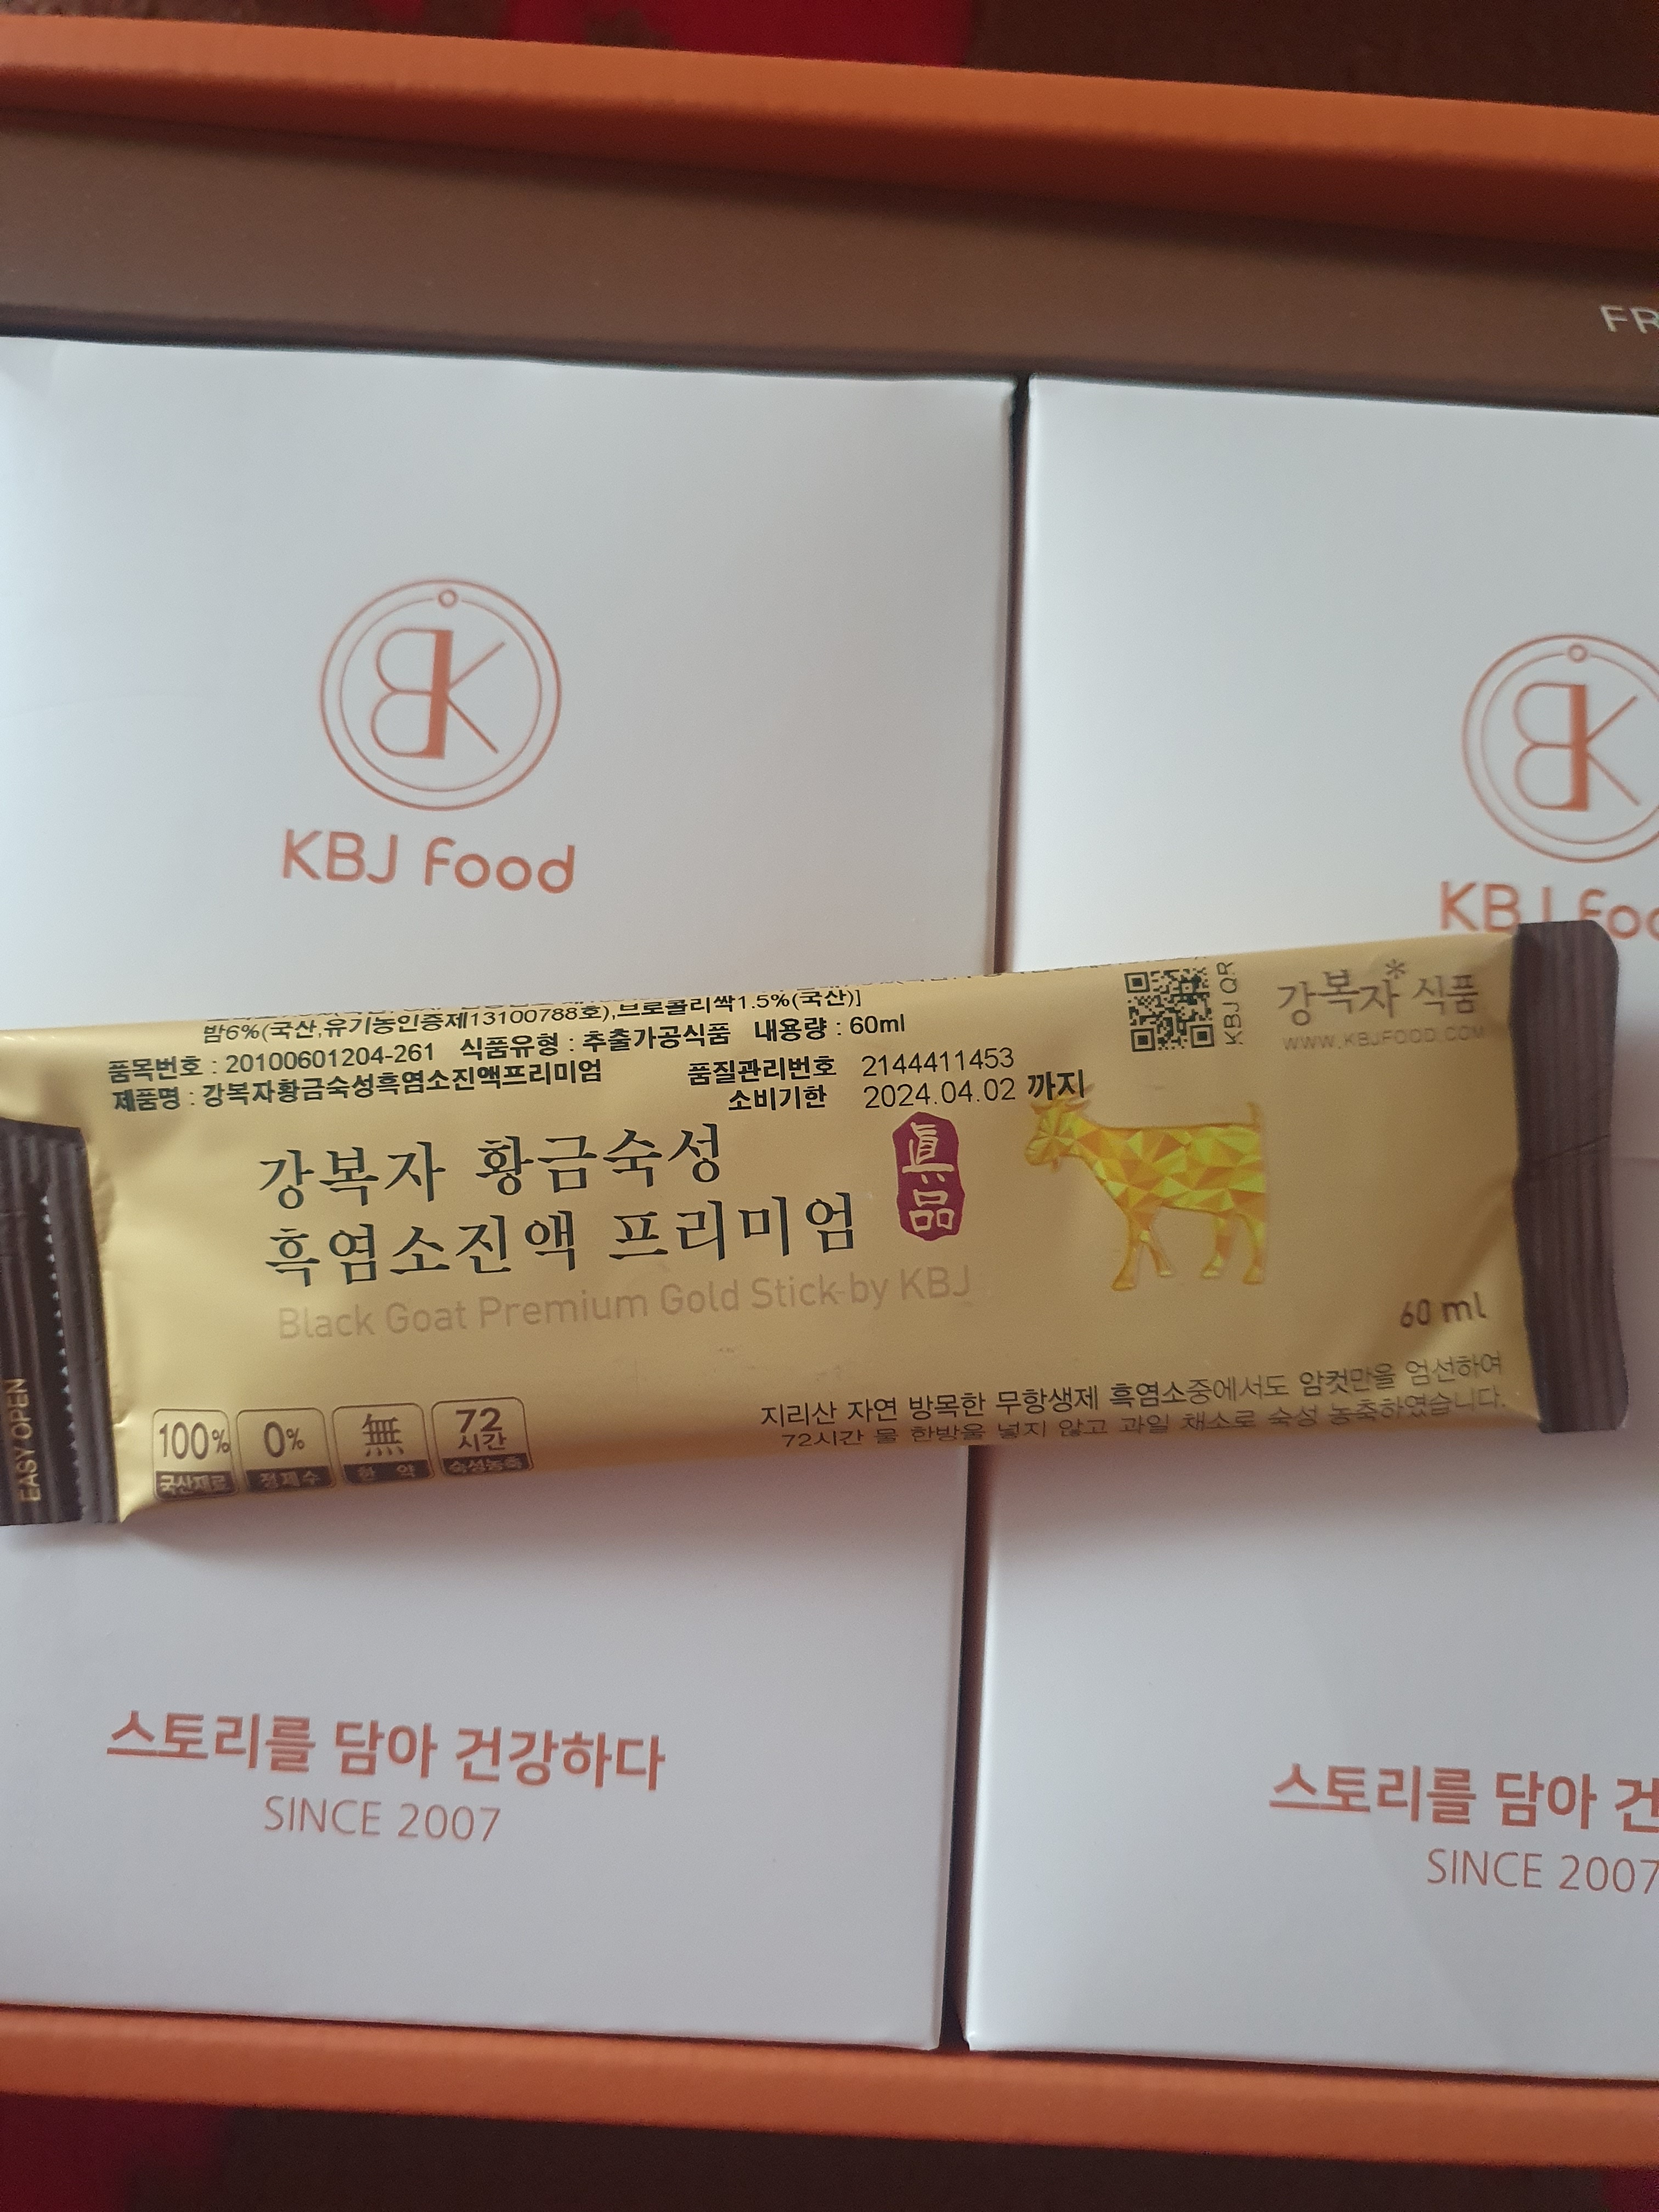 FR
BK
KBJ Food
BK
브로콜리싹1.5%(국산)]
밤6%(국산,유기농인증제13100788호),
품목번호 : 20100601204-261 식품유형 : 추출가공식품 내용량 : 60ml
제품명 : 강복자황금숙성흑염소진액프리미엄
품질관리번호 2144411453
소비기한 2024.04.02 까지
KBJ QR
강복자 식품
WWW.KBJFOOD.COM
강복자 황금숙성
흑염소진액 프리미엄
眞品
Black Goat Premium Gold Stick by KBJ
60 ml
지리산 자연 방목한 무항생제 흑염소중에서도 암컷만을 엄선하여
72시간 물 한방울 넣지 않고 과일 채소로 숙성 농축하였습니다.
EASY OPEN
100%
국산재료
0%
정제수
無
한 약
72
시간
숙성농축
스토리를 담아 건강하다
SINCE 2007
스토리를 담아 건
SINCE 2007